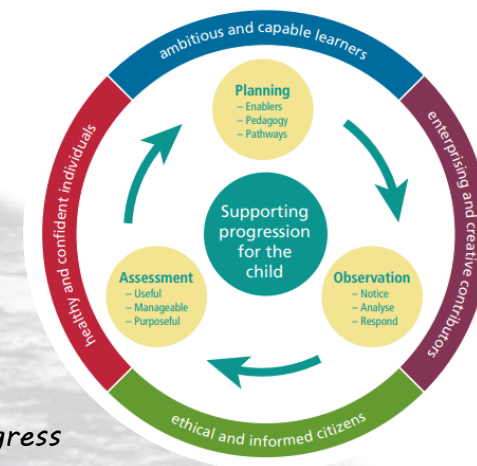 ambitious and capable learners
Planning
– Enablers
– Pedagogy
– Pathways
enterprising and creative contributors
healthy and confident individuals
Supporting
progression
for the
child
Assessment
– Useful
– Manageable
– Purposeful
Observation
– Notice
– Analyse
– Respond
ethical and informed citizens